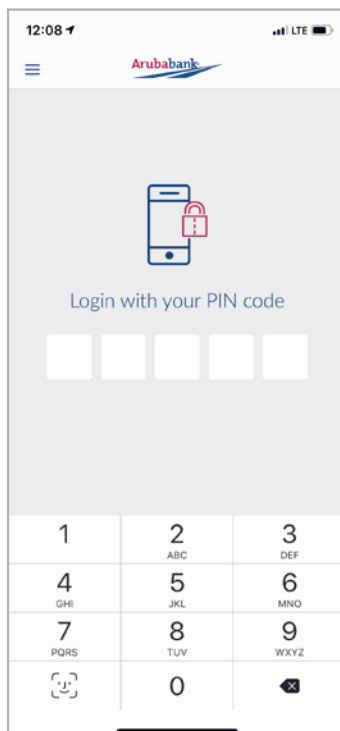 12:08 LTE
Arubabank
Login with your PIN code
1 2 3
ABC DEF
4 5 6
GHI JKL MNO
7 8 9
PQRS TUV WXYZ
0